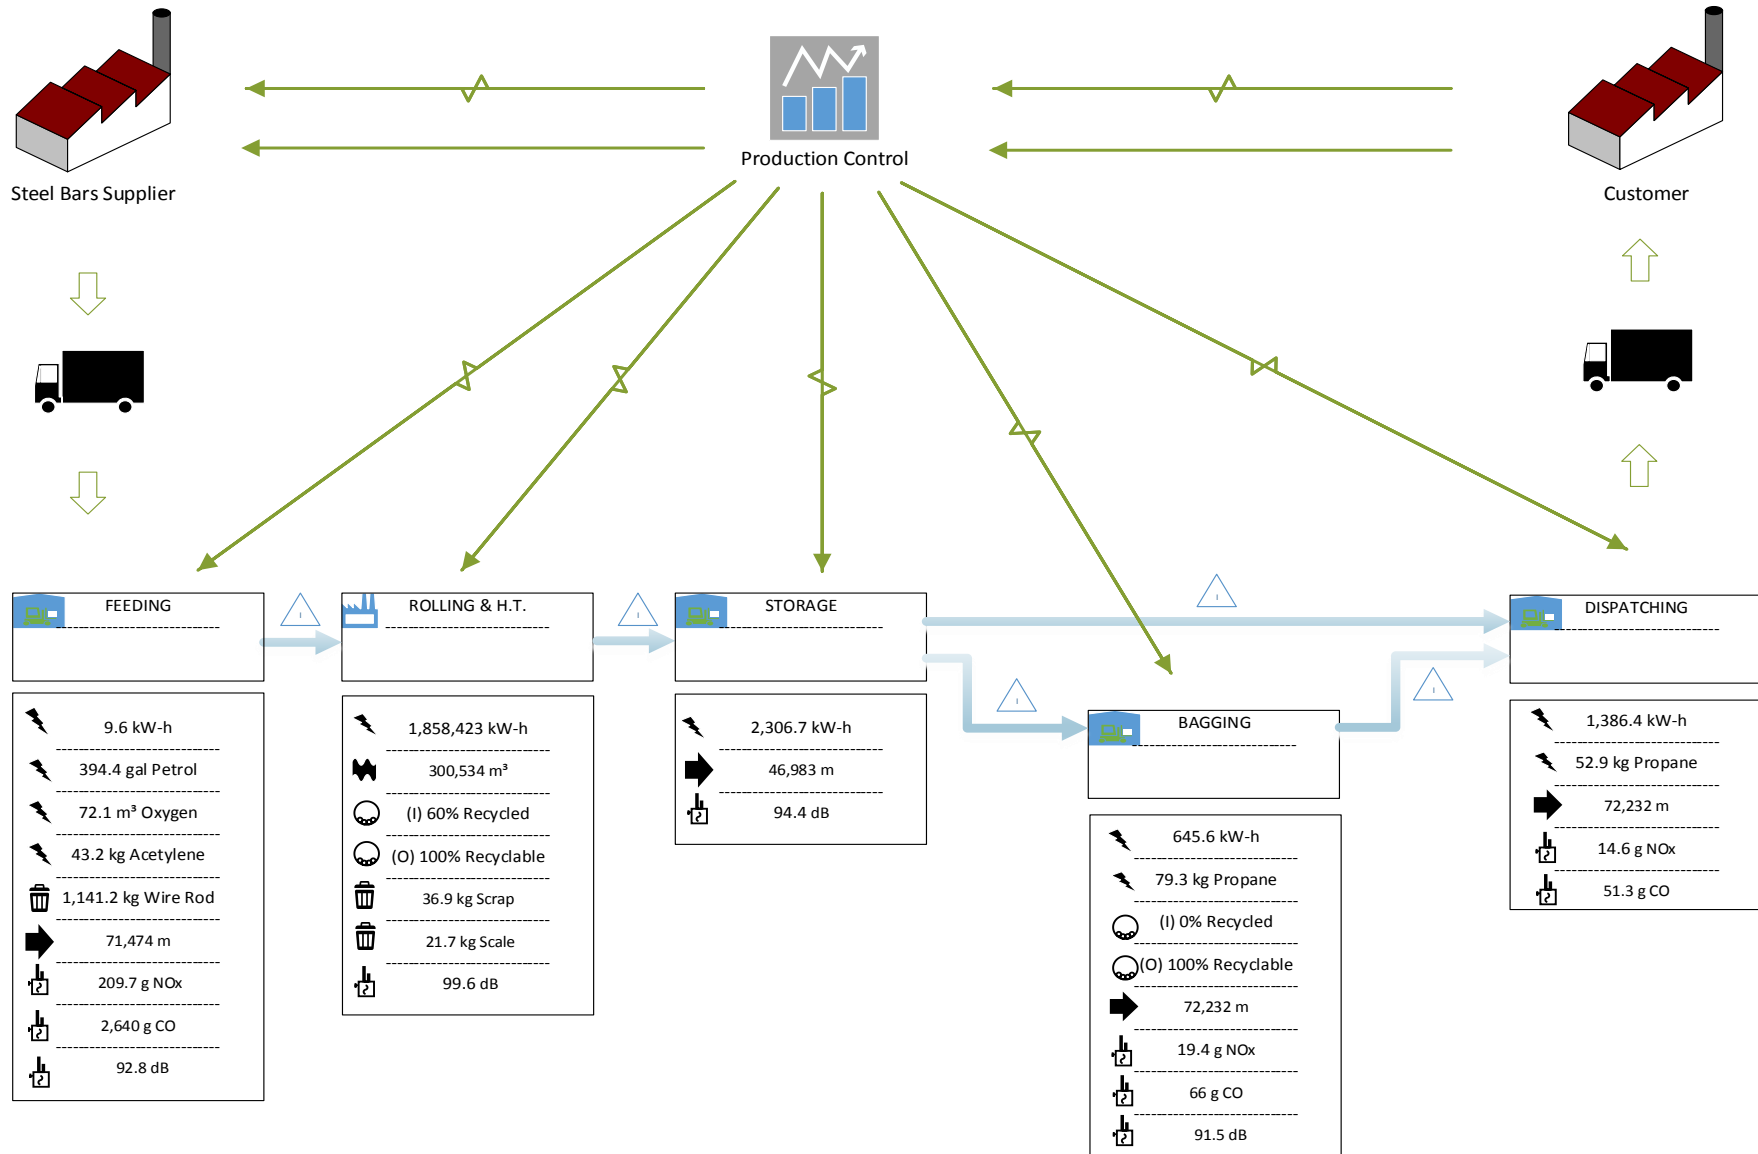 Production Control
Steel Bars Supplier
Customer
FEEDING
9.6 kW-h
394.4 gal Petrol
72.1 m³ Oxygen
43.2 kg Acetylene
1,141.2 kg Wire Rod
71,474 m
209.7 g NOx
2,640 g CO
92.8 dB
ROLLING & H.T.
1,858,423 kW-h
300,534 m³
(I) 60% Recycled
(O) 100% Recyclable
36.9 kg Scrap
21.7 kg Scale
99.6 dB
STORAGE
2,306.7 kW-h
46,983 m
94.4 dB
BAGGING
645.6 kW-h
79.3 kg Propane
(I) 0% Recycled
(O) 100% Recyclable
72,232 m
19.4 g NOx
66 g CO
91.5 dB
DISPATCHING
1,386.4 kW-h
52.9 kg Propane
72,232 m
14.6 g NOx
51.3 g CO
I
I
I
I
I